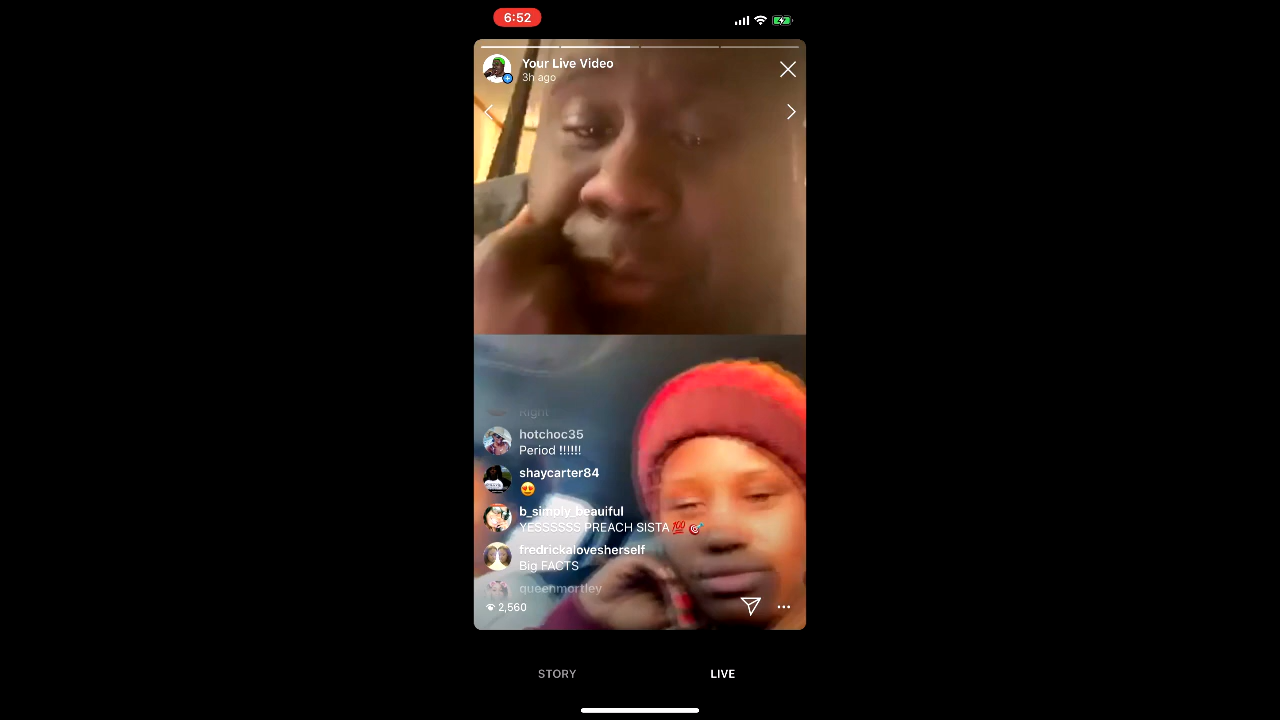 6:52
Your Live Video
3h ago
Right
hotchoc35
Period !!!!!!
shaycarter84
😍
b_simply_beauiful
YESSSSSS PREACH SISTA 💯 🎯
fredrickalovesherself
Big FACTS
queenmortley
2,560
STORY
LIVE